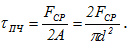 τ_ПЧ = F_СР / 2A = 2F_СР / πd² .